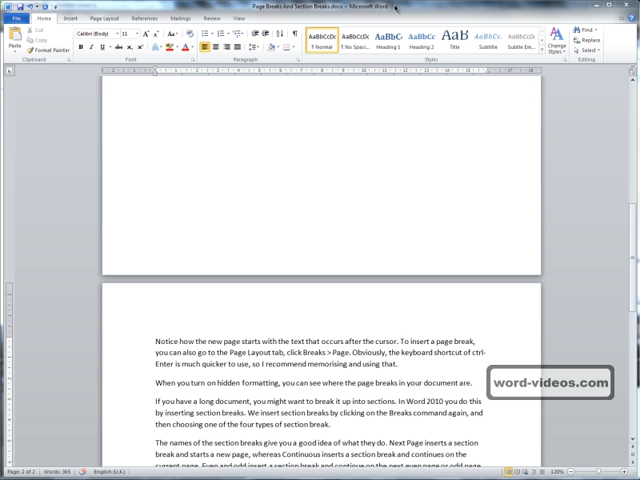 Page Breaks And Section Breaks.docx - Microsoft Word
File Home Insert Page Layout References Mailings Review View
Paste
Cut
Copy
Format Painter
Clipboard
Calibri (Body) 11
Font
Paragraph
AaBbCcDc AaBbCcDc AaBbC AaBbCc AaB AaBbCc. AaBbCcDc
¶ Normal ¶ No Spaci... Heading 1 Heading 2 Title Subtitle Subtle Em...
Change
Styles
Styles
Find
Replace
Select
Editing
Notice how the new page starts with the text that occurs after the cursor. To insert a page break,
you can also go to the Page Layout tab, click Breaks > Page. Obviously, the keyboard shortcut of ctrl-
Enter is much quicker to use, so I recommend memorising and using that.
When you turn on hidden formatting, you can see where the page breaks in your document are.
If you have a long document, you might want to break it up into sections. In Word 2010 you do this
by inserting section breaks. We insert section breaks by clicking on the Breaks command again, and
then choosing one of the four types of section break.
The names of the section breaks give you a good idea of what they do. Next Page inserts a section
break and starts a new page, whereas Continuous inserts a section break and continues on the
current page. Even and odd insert a section break and continue on the next even page or odd page
word-videos.com
Page: 2 of 2 Words: 365 English (U.K.) 120%